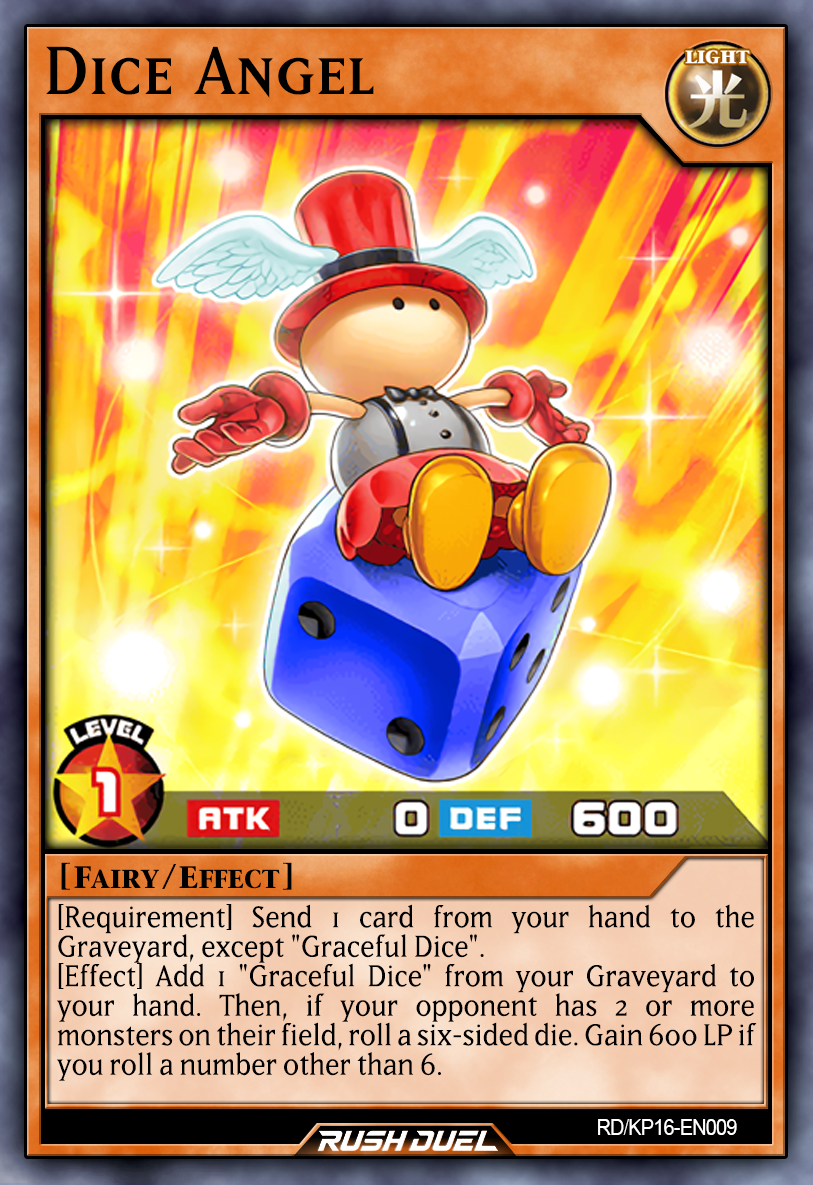 Dice Angel
LIGHT
光
LEVEL
1
ATK 0 DEF 600
[Fairy/Effect]
[Requirement] Send 1 card from your hand to the
Graveyard, except "Graceful Dice".
[Effect] Add 1 "Graceful Dice" from your Graveyard to
your hand. Then, if your opponent has 2 or more
monsters on their field, roll a six-sided die. Gain 600 LP if
you roll a number other than 6.
RD/KP16-EN009
RUSH DUEL